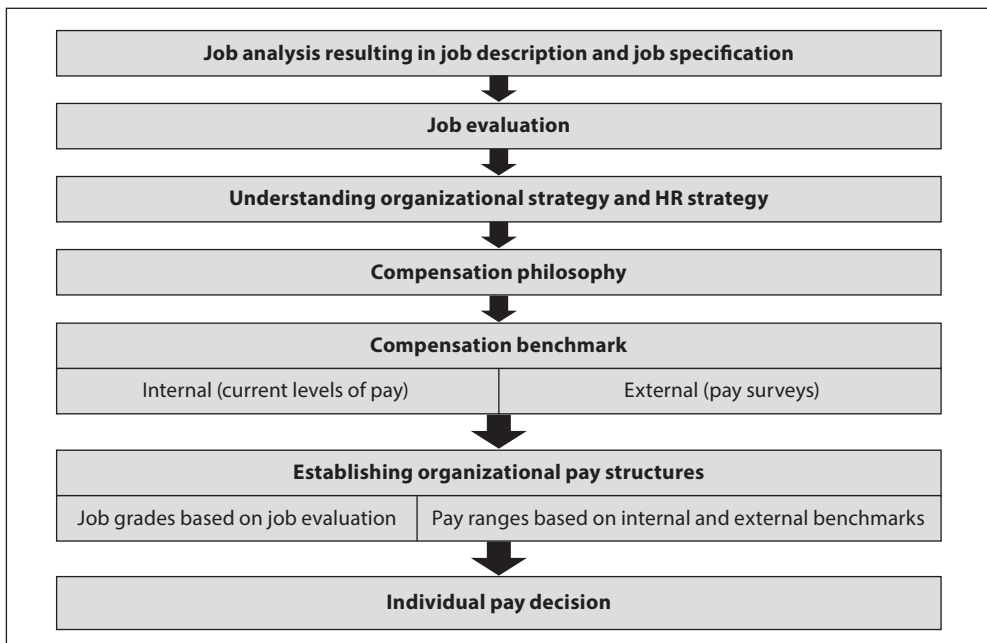 Job analysis resulting in job description and job specification
Job evaluation
Understanding organizational strategy and HR strategy
Compensation philosophy
Compensation benchmark
Internal (current levels of pay)
External (pay surveys)
Establishing organizational pay structures
Job grades based on job evaluation
Pay ranges based on internal and external benchmarks
Individual pay decision